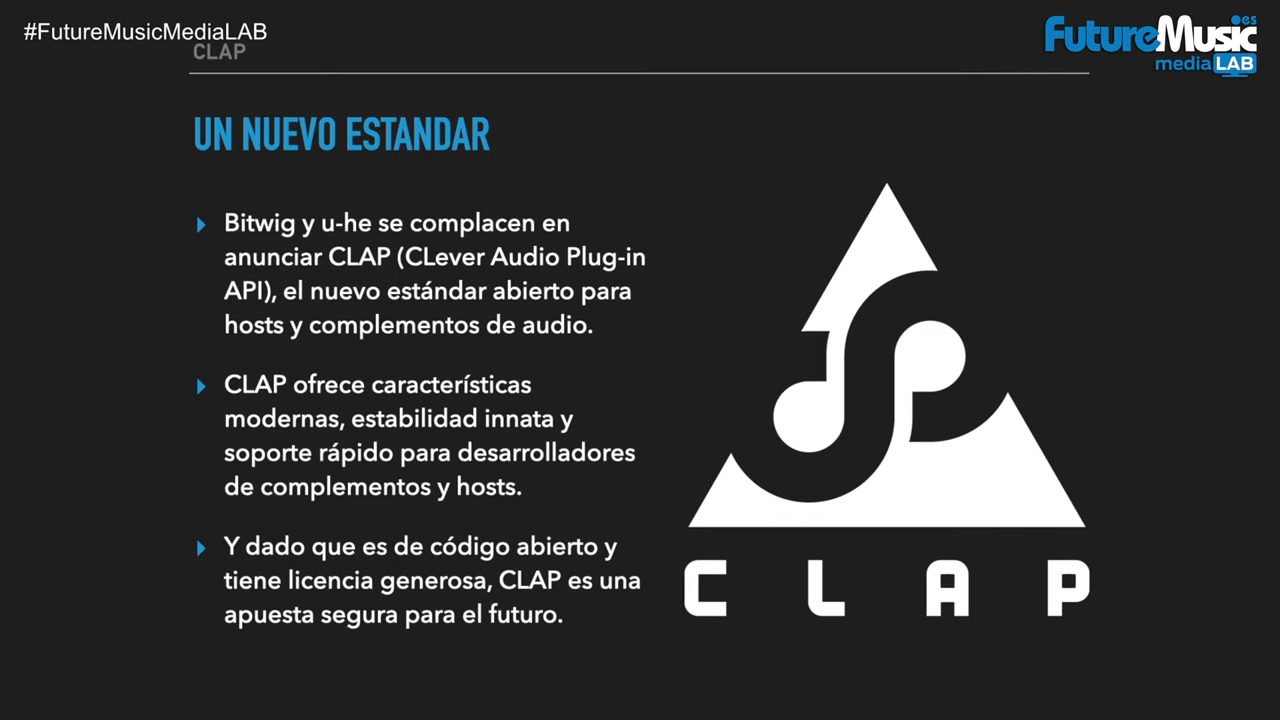 #FutureMusicMediaLAB
CLAP
FutureMusic.es
mediaLAB
UN NUEVO ESTANDAR
Bitwig y u-he se complacen en
anunciar CLAP (CLever Audio Plug-in
API), el nuevo estándar abierto para
hosts y complementos de audio.
CLAP ofrece características
modernas, estabilidad innata y
soporte rápido para desarrolladores
de complementos y hosts.
Y dado que es de código abierto y
tiene licencia generosa, CLAP es una
apuesta segura para el futuro.
CLAP